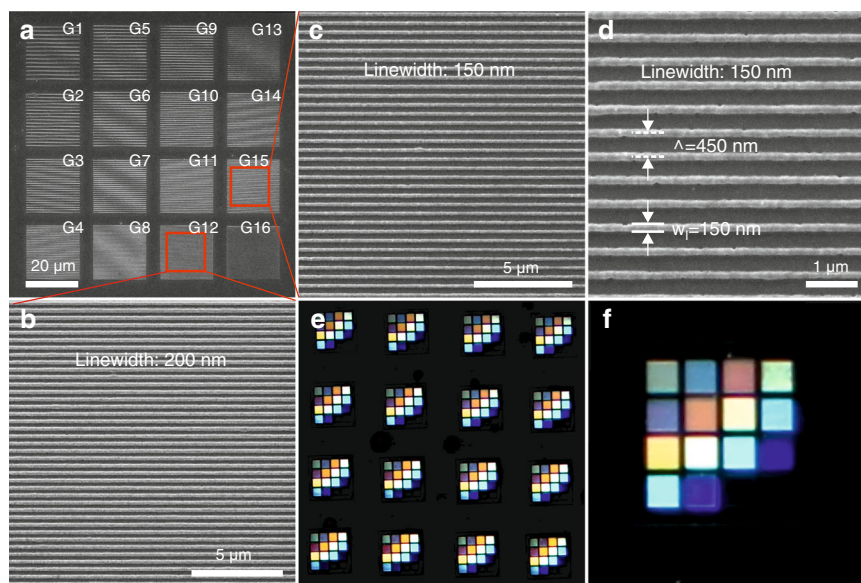 a
G1 G5 G9 G13
G2 G6 G10 G14
G3 G7 G11 G15
G4 G8 G12 G16
20 μm
c
Linewidth: 150 nm
5 μm
d
Linewidth: 150 nm
^=450 nm
wl=150 nm
1 μm
b
Linewidth: 200 nm
5 μm
e
f